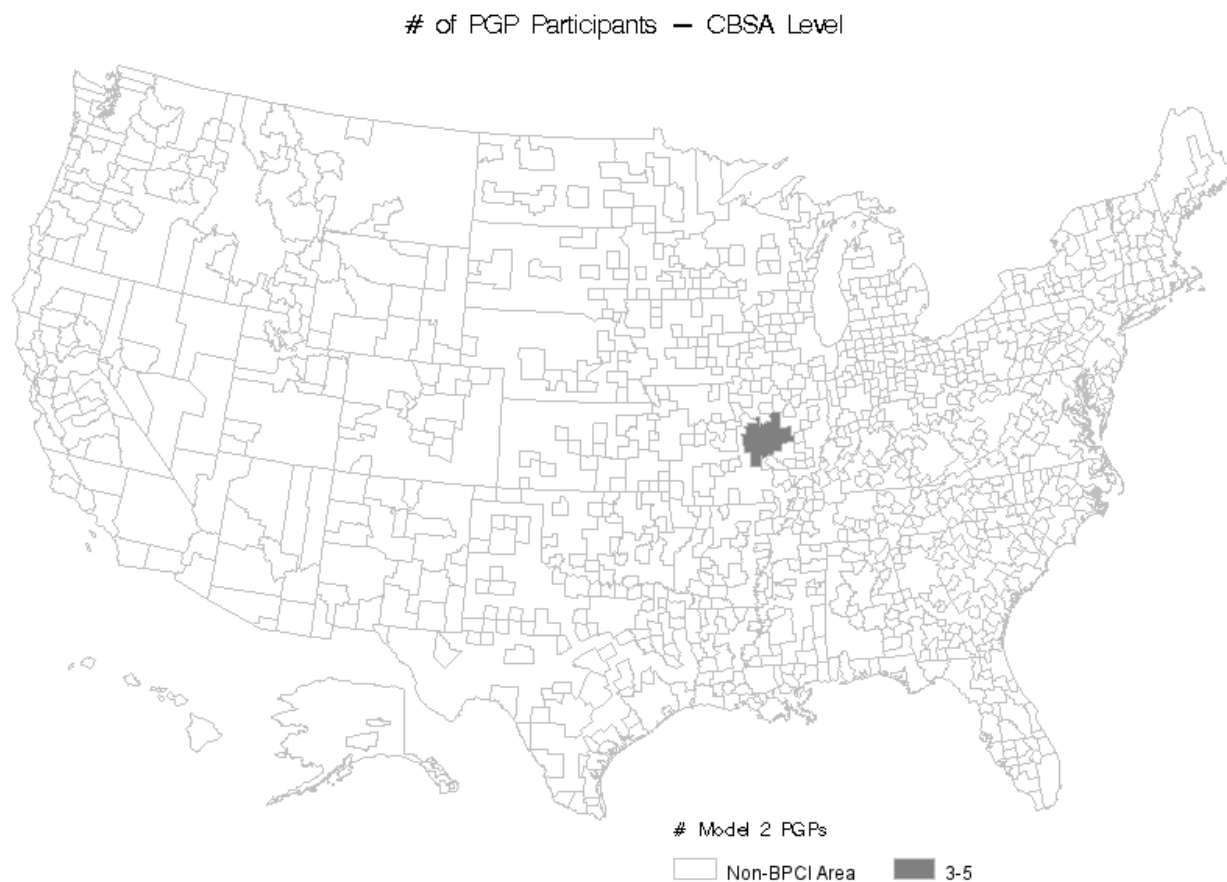 # of PGP Participants – CBSA Level
# Model 2 PGPs
Non-BPCI Area
3-5